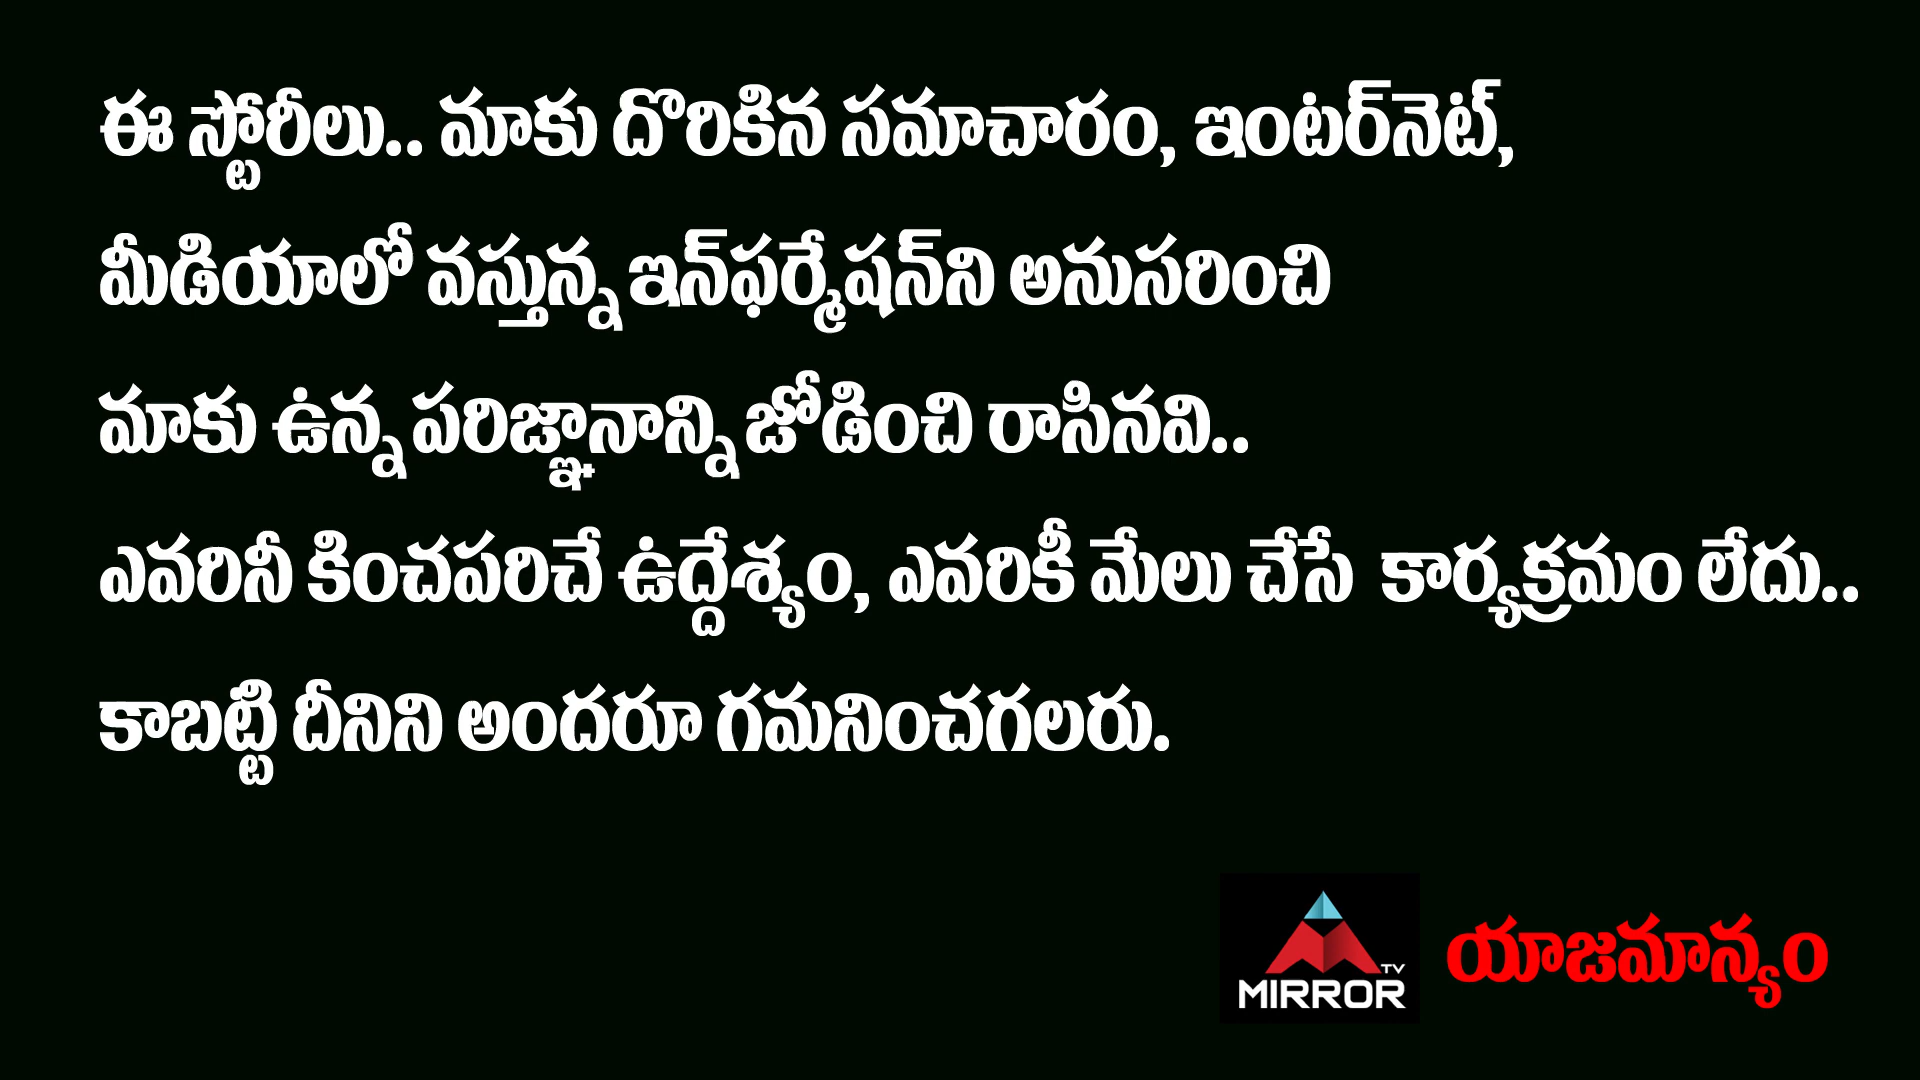 ఈ స్టోరీలు.. మాకు దొరికిన సమాచారం, ఇంటర్‌నెట్,
మీడియాలో వస్తున్న ఇన్‌ఫర్మేషన్‌ని అనుసరించి
మాకు ఉన్న పరిజ్ఞానాన్ని జోడించి రాసినవి..
ఎవరినీ కించపరిచే ఉద్దేశ్యం, ఎవరికీ మేలు చేసే కార్యక్రమం లేదు..
కాబట్టి దీనిని అందరూ గమనించగలరు.
TV
MIRROR యాజమాన్యం